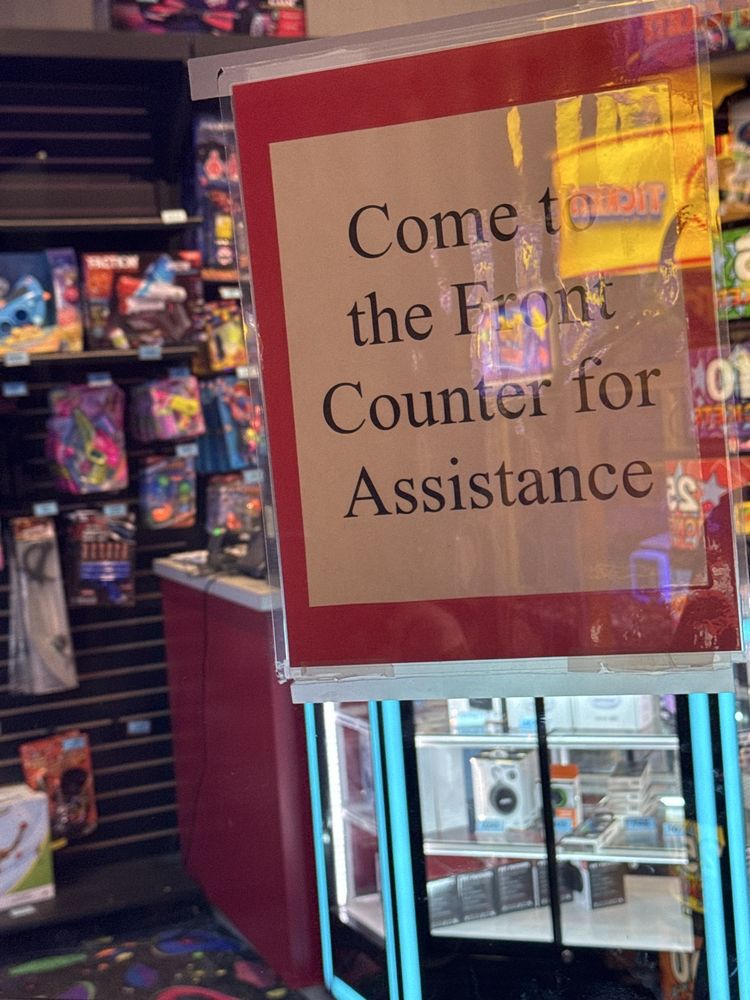 Come to
the Front
Counter for
Assistance